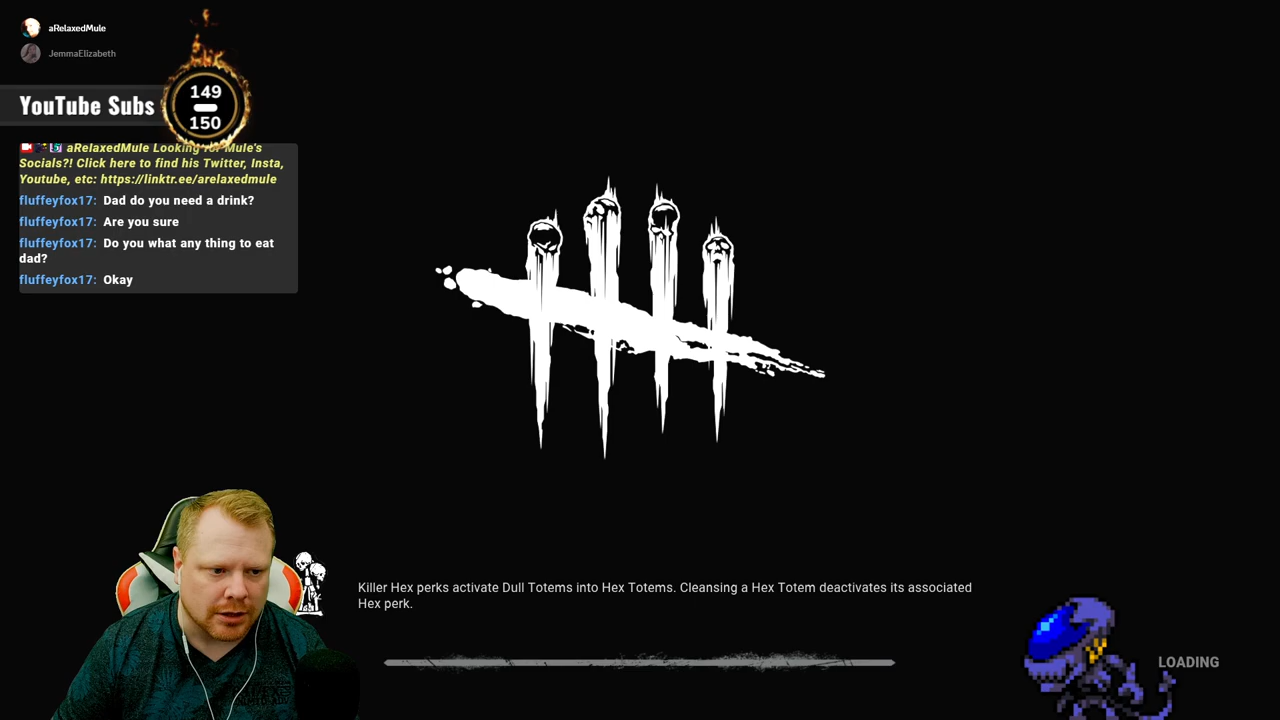 aRelaxedMule
JemmaElizabeth
YouTube Subs
149
150
aRelaxedMule Looking for Mule's
Socials?! Click here to find his Twitter, Insta,
Youtube, etc: https://linktr.ee/arelaxedmule
fluffeyfox17: Dad do you need a drink?
fluffeyfox17: Are you sure
fluffeyfox17: Do you what any thing to eat
dad?
fluffeyfox17: Okay
Killer Hex perks activate Dull Totems into Hex Totems. Cleansing a Hex Totem deactivates its associated
Hex perk.
LOADING